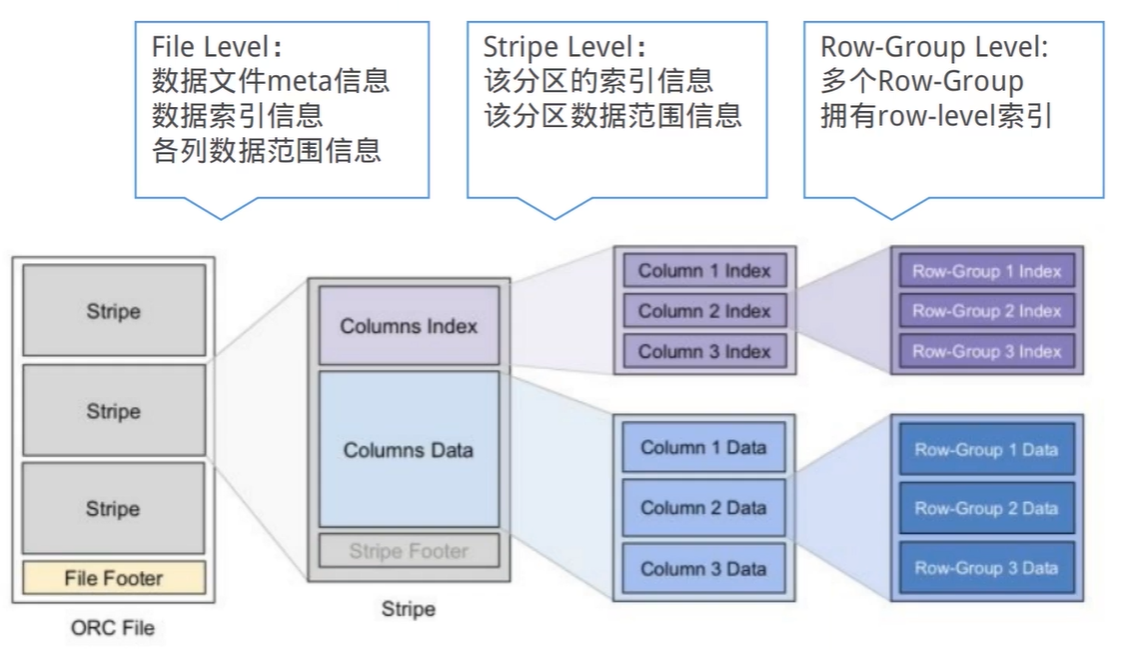 File Level：
数据文件meta信息
数据索引信息
各列数据范围信息
Stripe Level：
该分区的索引信息
该分区数据范围信息
Row-Group Level:
多个Row-Group
拥有row-level索引
Stripe
Stripe
Stripe
File Footer
ORC File
Columns Index
Columns Data
Stripe Footer
Stripe
Column 1 Index
Column 2 Index
Column 3 Index
Row-Group 1 Index
Row-Group 2 Index
Row-Group 3 Index
Column 1 Data
Column 2 Data
Column 3 Data
Row-Group 1 Data
Row-Group 2 Data
Row-Group 3 Data